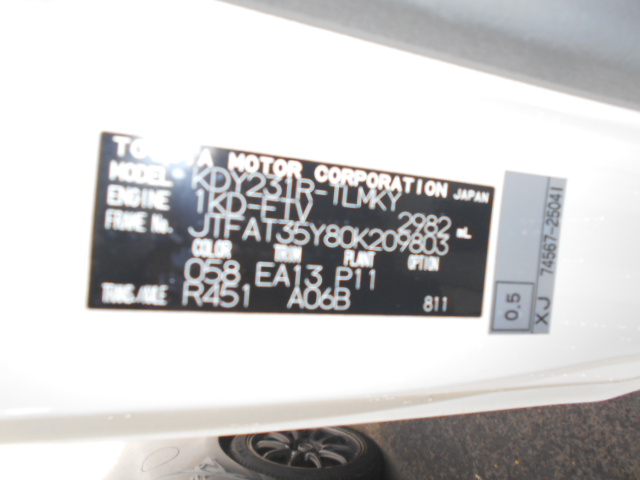 TOYOTA MOTOR CORPORATION JAPAN
MODEL KDY231R-TLMKY
ENGINE 1KD-FTV 2982 mL
FRAME No. JTFAT35Y80K209803
COLOR TRIM PLANT OPTION
058 EA13 P11
TRANS/AXLE R451 A06B 811
0.5
XJ 74567-25041